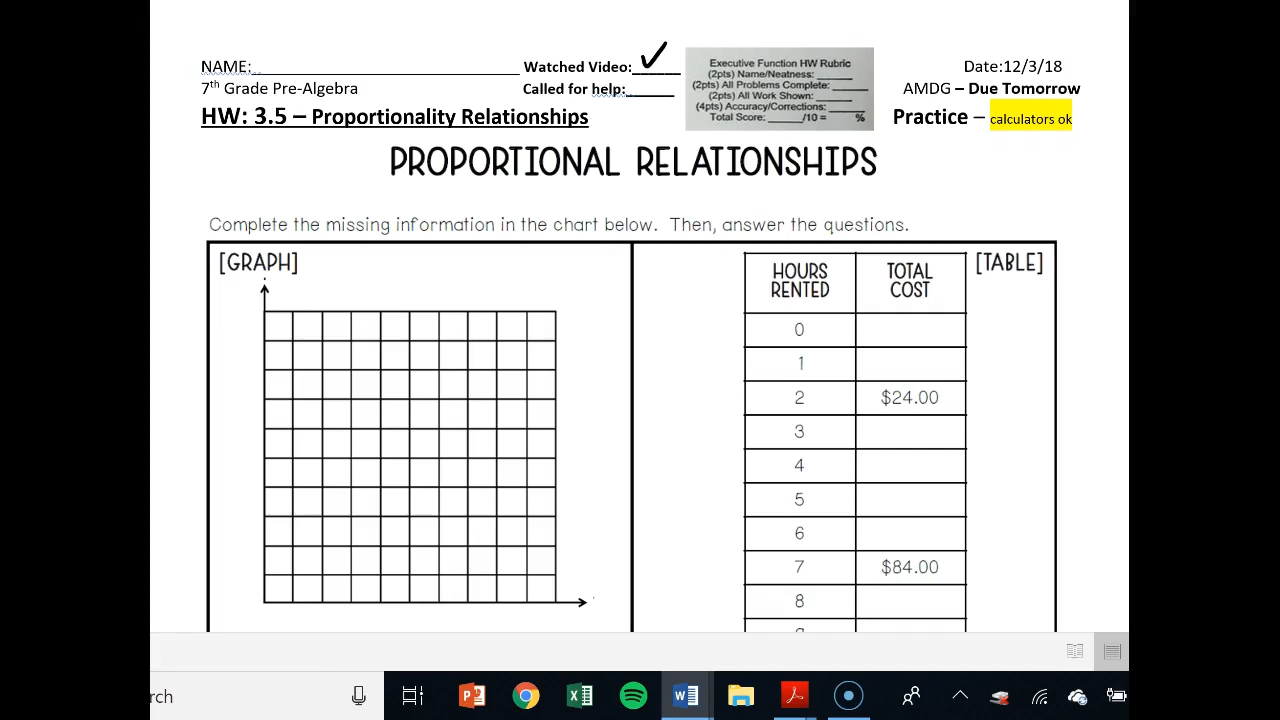 NAME:
Watched Video: ✓
Executive Function HW Rubric
(2pts) Name/Neatness:
(2pts) All Problems Complete:
(2pts) All Work Shown:
(4pts) Accuracy/Corrections:
Total Score: ______/10 = ______%
Date:12/3/18
7th Grade Pre-Algebra
Called for help:
AMDG – Due Tomorrow
HW: 3.5 – Proportionality Relationships
Practice – calculators ok
PROPORTIONAL RELATIONSHIPS
Complete the missing information in the chart below. Then, answer the questions.
[GRAPH]
[TABLE]
HOURS RENTED TOTAL COST
0
1
2 $24.00
3
4
5
6
7 $84.00
8
rch